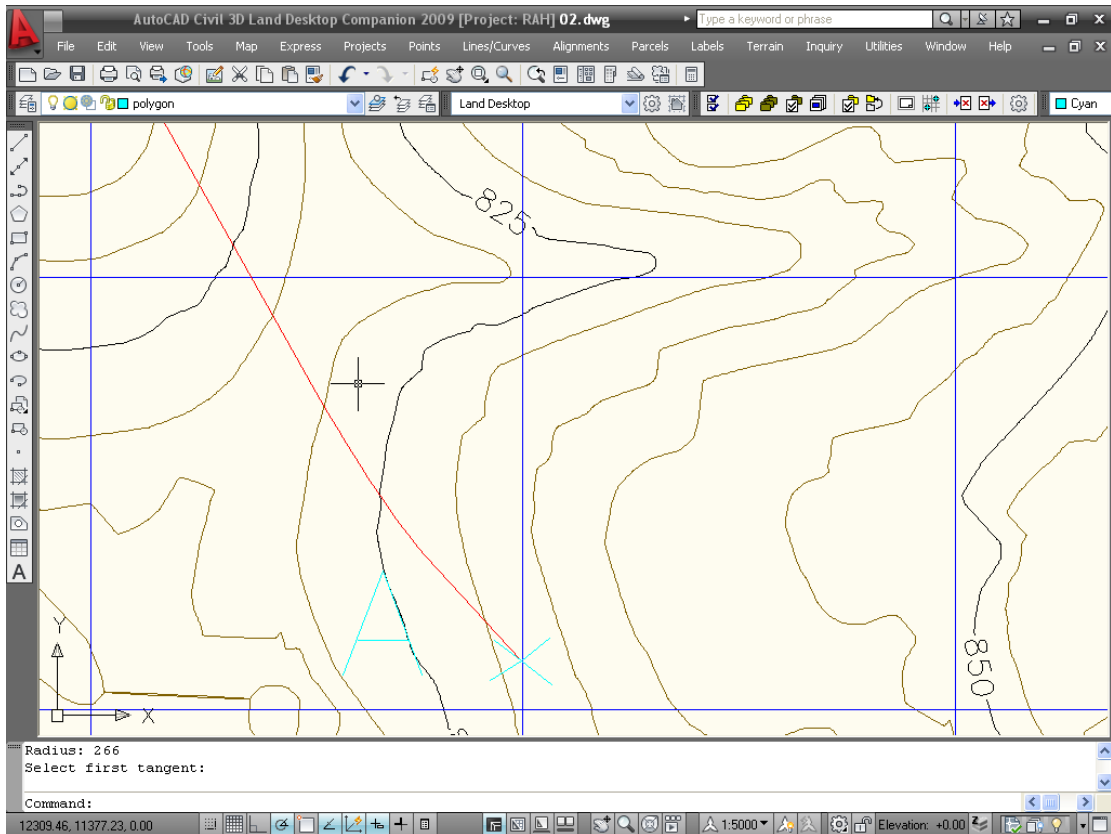 AutoCAD Civil 3D Land Desktop Companion 2009 [Project: RAH] 02.dwg
Type a keyword or phrase
File Edit View Tools Map Express Projects Points Lines/Curves Alignments Parcels Labels Terrain Inquiry Utilities Window Help
polygon Land Desktop Cyan
825
A
850
Y
X
Radius: 266
Select first tangent:
Command:
12309.46, 11377.23, 0.00 1:5000 Elevation: +0.00